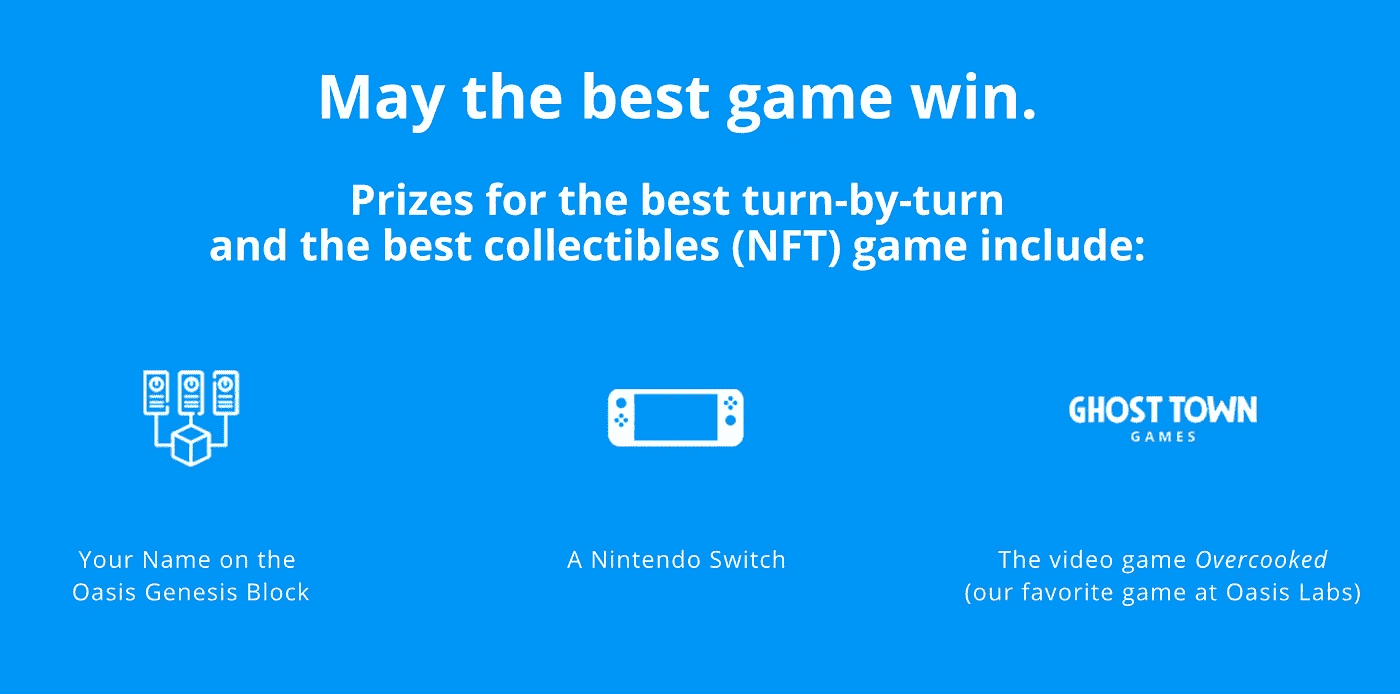 May the best game win.
Prizes for the best turn-by-turn
and the best collectibles (NFT) game include:
GHOST TOWN
GAMES
Your Name on the
Oasis Genesis Block
A Nintendo Switch
The video game Overcooked
(our favorite game at Oasis Labs)